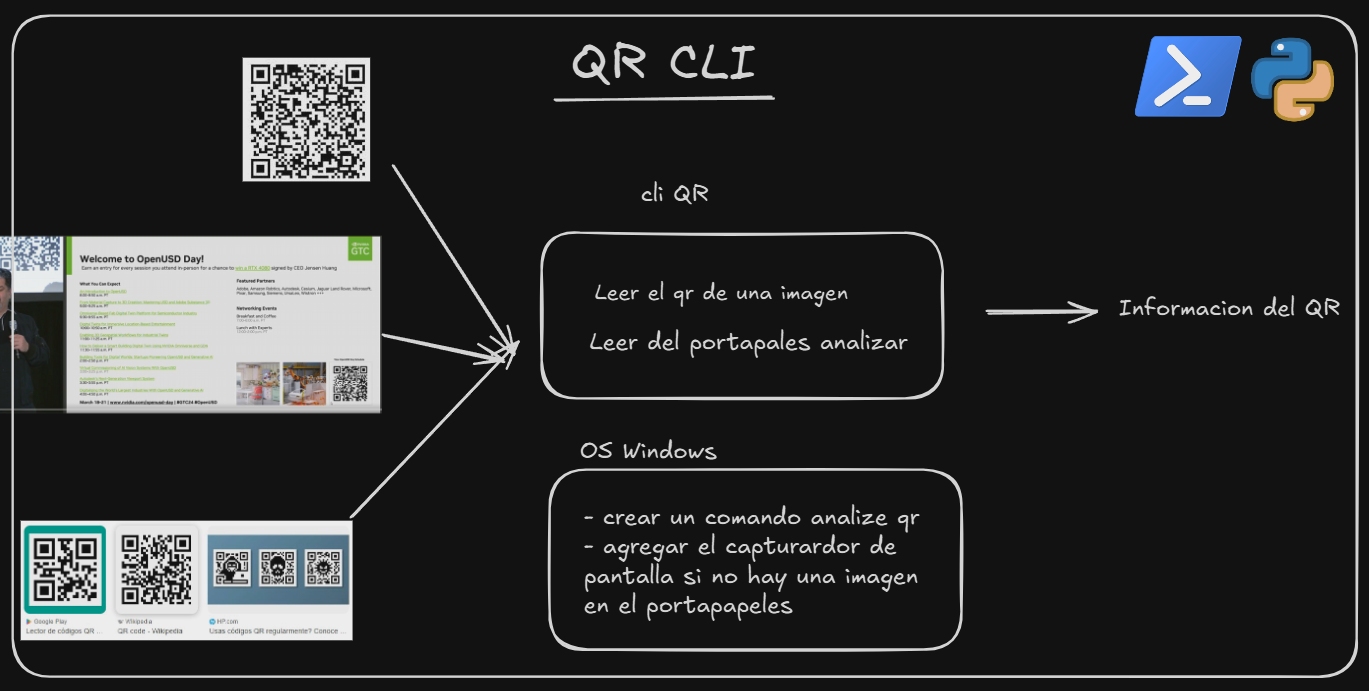 QR CLI
cli QR
Leer el qr de una imagen
Leer del portapales analizar
Informacion del QR
OS Windows
- crear un comando analize qr
- agregar el capturardor de
pantalla si no hay una imagen
en el portapapeles
GTC
Welcome to OpenUSD Day!
Earn an entry for every session you attend in-person for a chance to win a RTX 4080 signed by CEO Jensen Huang
What You Can Expect
Featured Partners
Networking Events
Breakfast and Coffee
Lunch with Experts
March 18-21 | www.nvidia.com/openusd-day | #GTC24 #OpenUSD
Google Play
Lector de códigos QR ...
Wikipedia
QR code - Wikipedia
HP.com
Usas códigos QR regularmente? Conoce ...